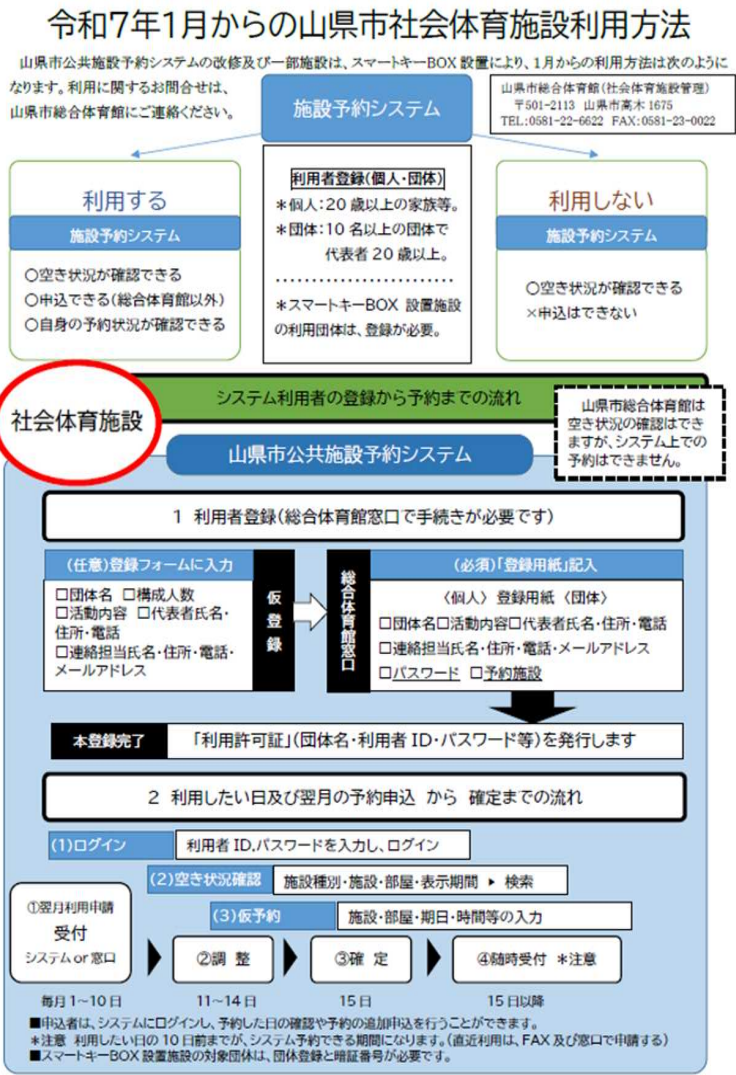 令和7年1月からの山県市社会体育施設利用方法
山県市公共施設予約システムの改修及び一部施設は、スマートキーBOX 設置により、1月からの利用方法は次のように
なります。利用に関するお問合せは、
山県市総合体育館にご連絡ください。
施設予約システム
山県市総合体育館(社会体育施設管理)
〒501-2113 山県市高木 1675
TEL:0581-22-6622 FAX:0581-23-0022
利用する
施設予約システム
○空き状況が確認できる
○申込できる(総合体育館以外)
○自身の予約状況が確認できる
利用者登録(個人・団体)
*個人:20 歳以上の家族等。
*団体:10 名以上の団体で
代表者 20 歳以上。
*スマートキーBOX 設置施設
の利用団体は、登録が必要。
利用しない
施設予約システム
○空き状況が確認できる
×申込はできない
社会体育施設
システム利用者の登録から予約までの流れ
山県市総合体育館は
空き状況の確認はでき
ますが、システム上での
予約はできません。
山県市公共施設予約システム
1 利用者登録(総合体育館窓口で手続きが必要です)
(任意)登録フォームに入力
□団体名 □構成人数
□活動内容 □代表者氏名・
住所・電話
□連絡担当氏名・住所・電話・
メールアドレス
仮登録
総合体育館窓口
(必須)「登録用紙」記入
〈個人〉 登録用紙 〈団体〉
□団体名□活動内容□代表者氏名・住所・電話
□連絡担当氏名・住所・電話・メールアドレス
□パスワード □予約施設
本登録完了
「利用許可証」(団体名・利用者 ID・パスワード等)を発行します
2 利用したい日及び翌月の予約申込 から 確定までの流れ
(1)ログイン
利用者 ID.パスワードを入力し、ログイン
(2)空き状況確認
施設種別・施設・部屋・表示期間 ▶ 検索
(3)仮予約
施設・部屋・期日・時間等の入力
①翌月利用申請
受付
システム or 窓口
②調 整
③確 定
④随時受付 *注意
毎月 1~10 日
11~14 日
15 日
15 日以降
■申込者は、システムにログインし、予約した日の確認や予約の追加申込を行うことができます。
*注意 利用したい日の 10 日前までが、システム予約できる期間になります。(直近利用は、FAX 及び窓口で申請する)
■スマートキーBOX 設置施設の対象団体は、団体登録と暗証番号が必要です。